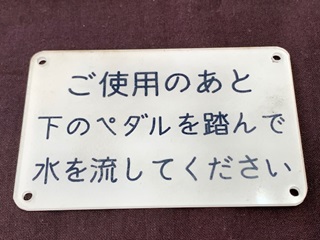 ご使用のあと
下のペダルを踏んで
水を流してください